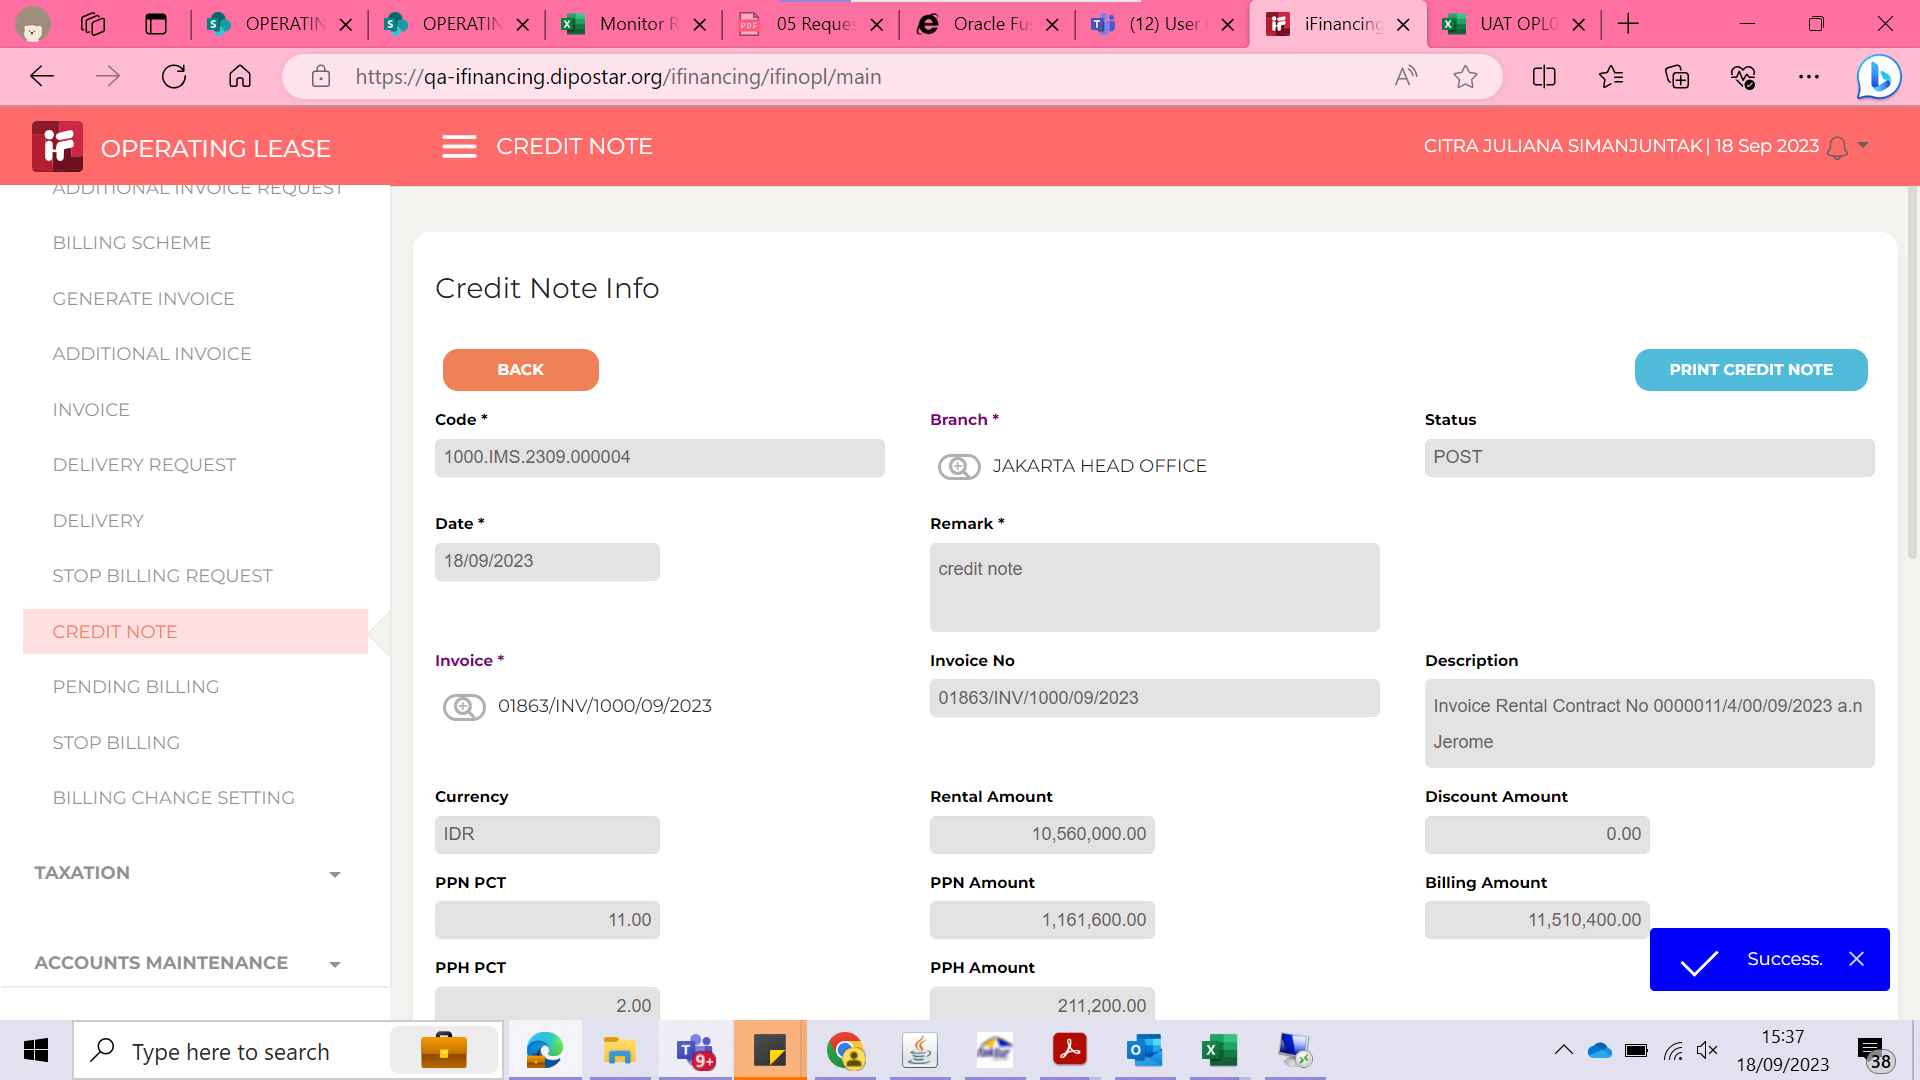 OPERATIN
OPERATIN
Monitor R
05 Reques
Oracle Fu
(12) User
iFinancing
UAT OPL0
https://qa-ifinancing.dipostar.org/ifinancing/ifinopl/main
iF OPERATING LEASE
CREDIT NOTE
CITRA JULIANA SIMANJUNTAK | 18 Sep 2023
ADDITIONAL INVOICE REQUEST
BILLING SCHEME
GENERATE INVOICE
ADDITIONAL INVOICE
INVOICE
DELIVERY REQUEST
DELIVERY
STOP BILLING REQUEST
CREDIT NOTE
PENDING BILLING
STOP BILLING
BILLING CHANGE SETTING
TAXATION
ACCOUNTS MAINTENANCE
Credit Note Info
BACK
PRINT CREDIT NOTE
Code *
1000.IMS.2309.000004
Branch *
JAKARTA HEAD OFFICE
Status
POST
Date *
18/09/2023
Remark *
credit note
Invoice *
01863/INV/1000/09/2023
Invoice No
01863/INV/1000/09/2023
Description
Invoice Rental Contract No 0000011/4/00/09/2023 a.n
Jerome
Currency
IDR
Rental Amount
10,560,000.00
Discount Amount
0.00
PPN PCT
11.00
PPN Amount
1,161,600.00
Billing Amount
11,510,400.00
PPH PCT
2.00
PPH Amount
211,200.00
Success.
Type here to search
9+
15:37
18/09/2023
38